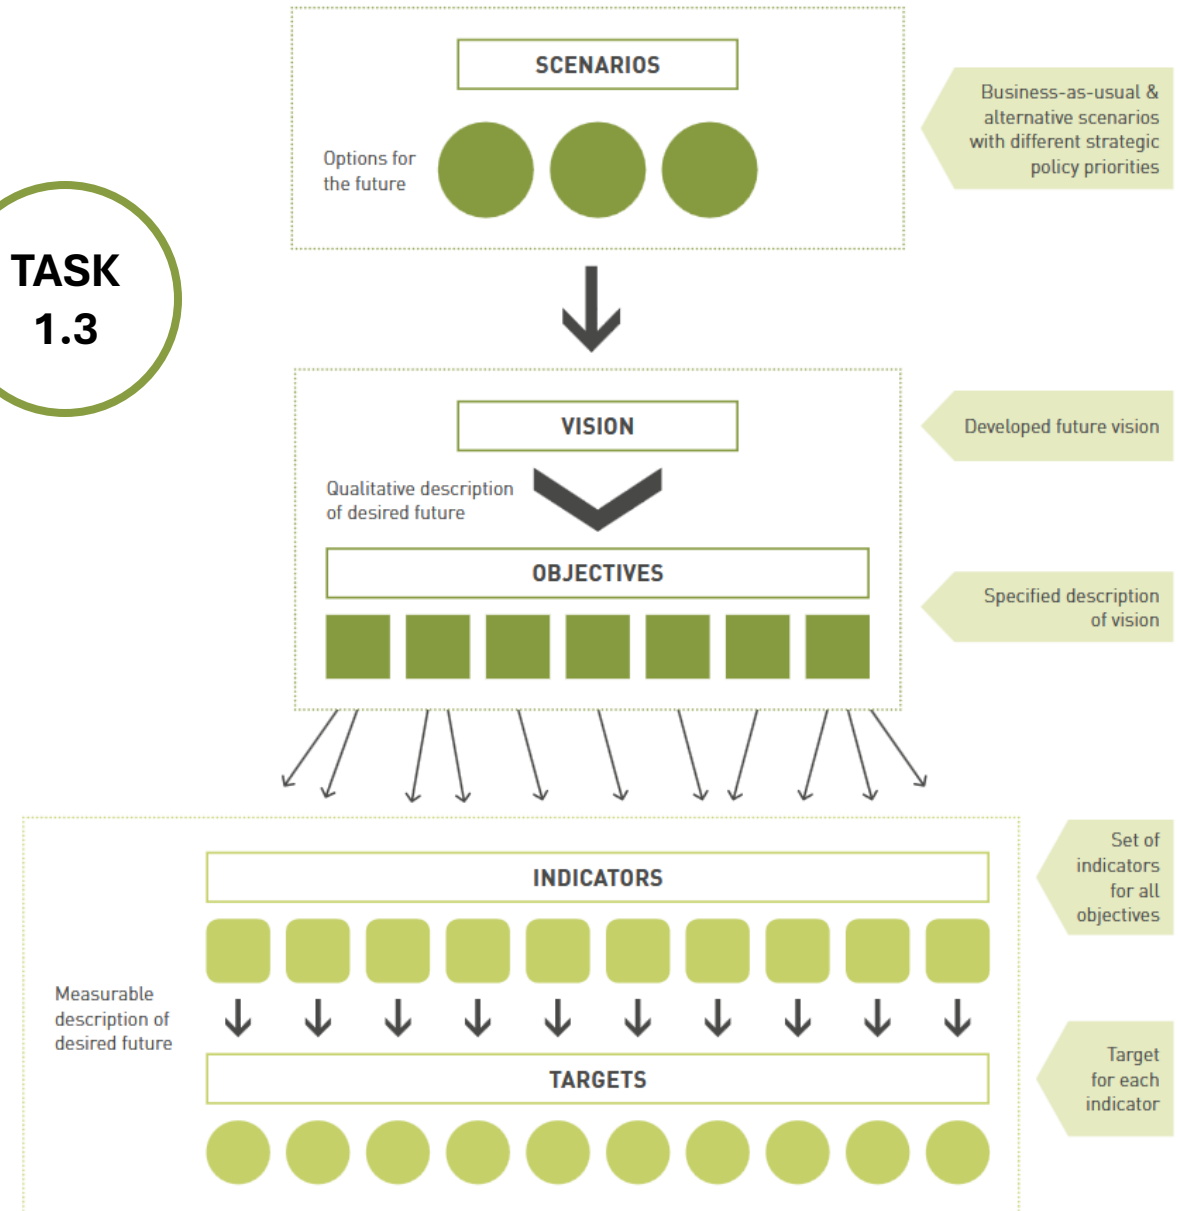 SCENARIOS
Options for
the future
Business-as-usual &
alternative scenarios
with different strategic
policy priorities
TASK
1.3
VISION
Developed future vision
Qualitative description
of desired future
OBJECTIVES
Specified description
of vision
INDICATORS
Set of
indicators
for all
objectives
Measurable
description of
desired future
TARGETS
Target
for each
indicator